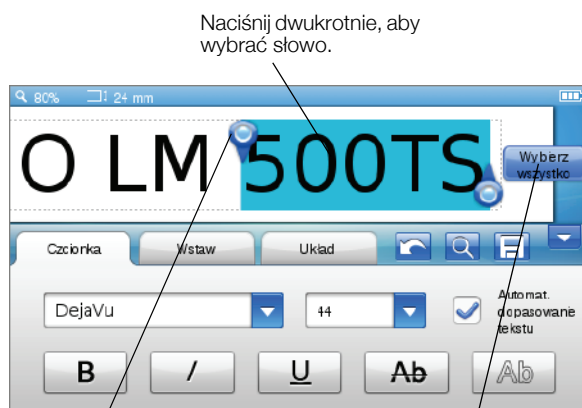 Naciśnij dwukrotnie, aby
wybrać słowo.
80% 24 mm
O LM 500TS
Wybierz
wszystko
Czcionka Wstaw Układ
DejaVu 44 Automat.
dopasowanie
tekstu
B I U Ab Ab